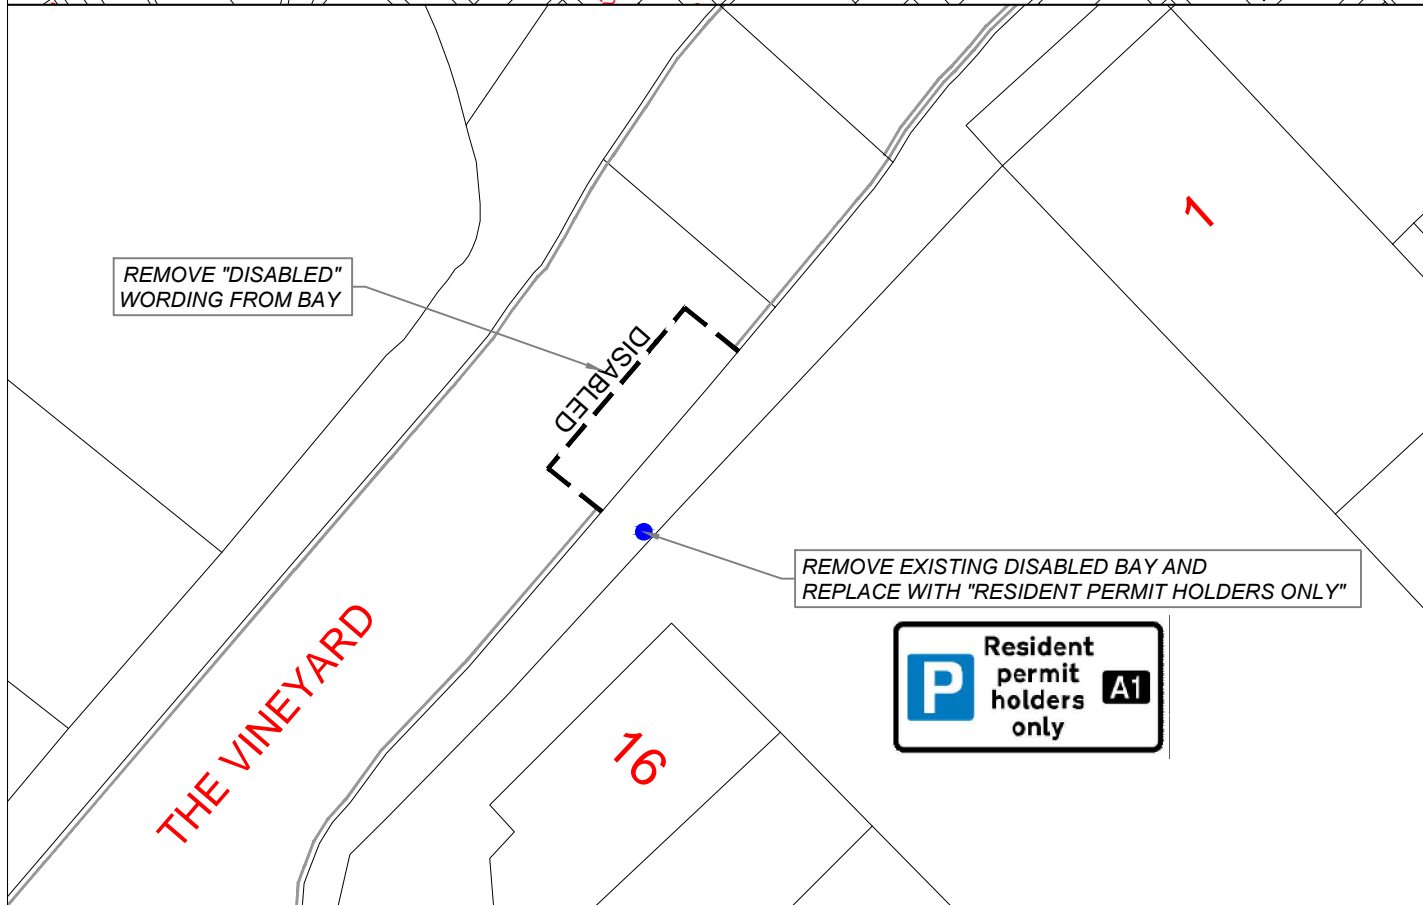 1
REMOVE "DISABLED"
WORDING FROM BAY
DISABLED
REMOVE EXISTING DISABLED BAY AND
REPLACE WITH "RESIDENT PERMIT HOLDERS ONLY"
THE VINEYARD
16
P
Resident
permit
holders
only
A1